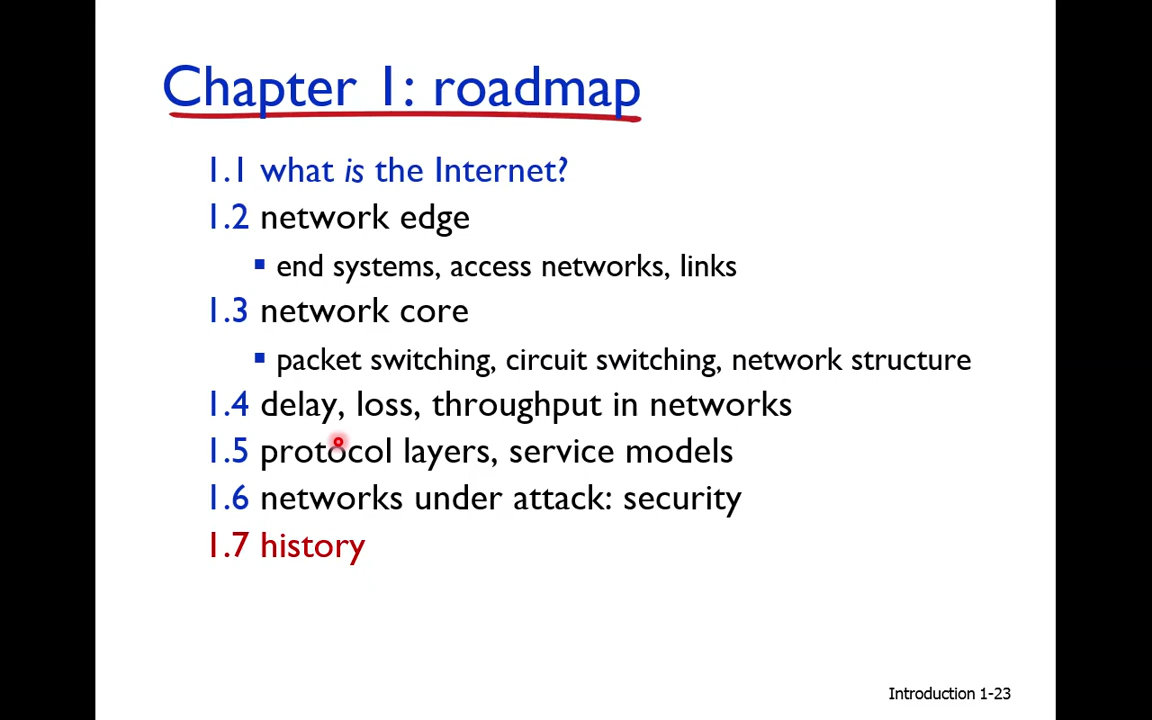 Chapter 1: roadmap
1.1 what is the Internet?
1.2 network edge
▪ end systems, access networks, links
1.3 network core
▪ packet switching, circuit switching, network structure
1.4 delay, loss, throughput in networks
1.5 protocol layers, service models
1.6 networks under attack: security
1.7 history
Introduction 1-23